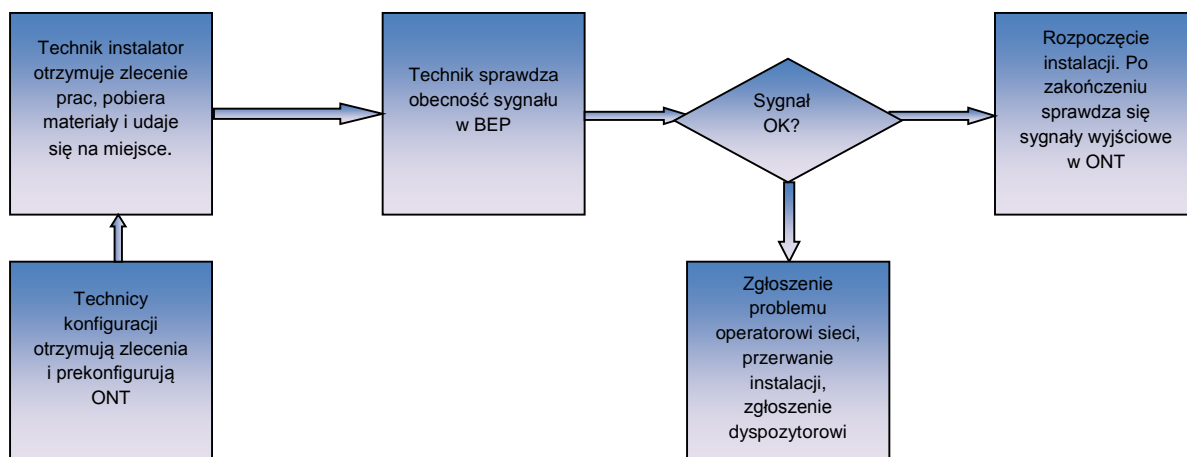 Technik instalator
otrzymuje zlecenie
prac, pobiera
materiały i udaje
się na miejsce.
Technik sprawdza
obecność sygnału
w BEP
Sygnał
OK?
Rozpoczęcie
instalacji. Po
zakończeniu
sprawdza się
sygnały wyjściowe
w ONT
Technicy
konfiguracji
otrzymują zlecenia
i prekonfigurują
ONT
Zgłoszenie
problemu
operatorowi sieci,
przerwanie
instalacji,
zgłoszenie
dyspozytorowi